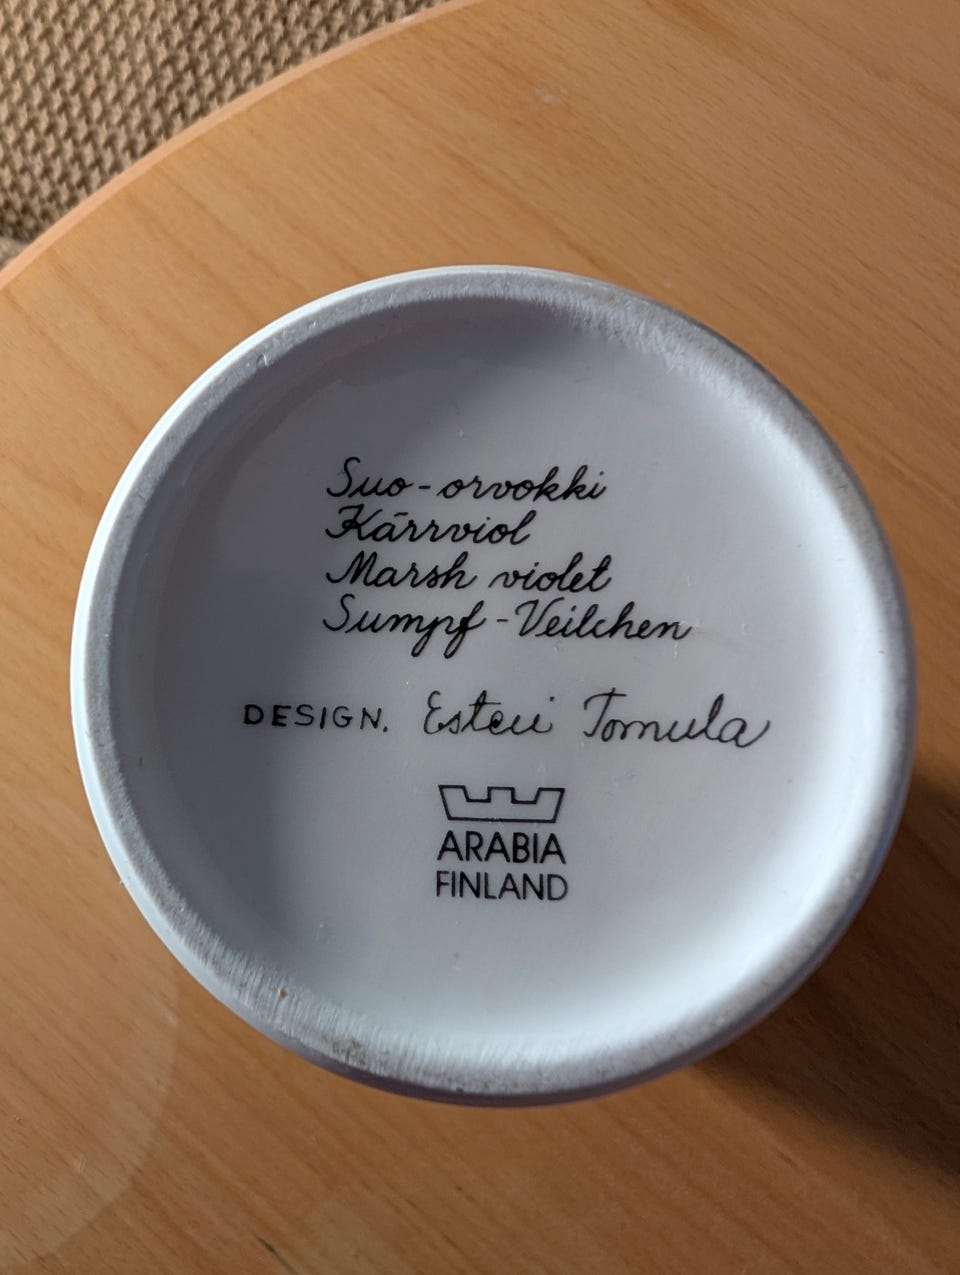 Suo-orvokki
Kärrviol
Marsh violet
Sumpf-Veilchen
DESIGN. Esteri Tomula
ARABIA
FINLAND